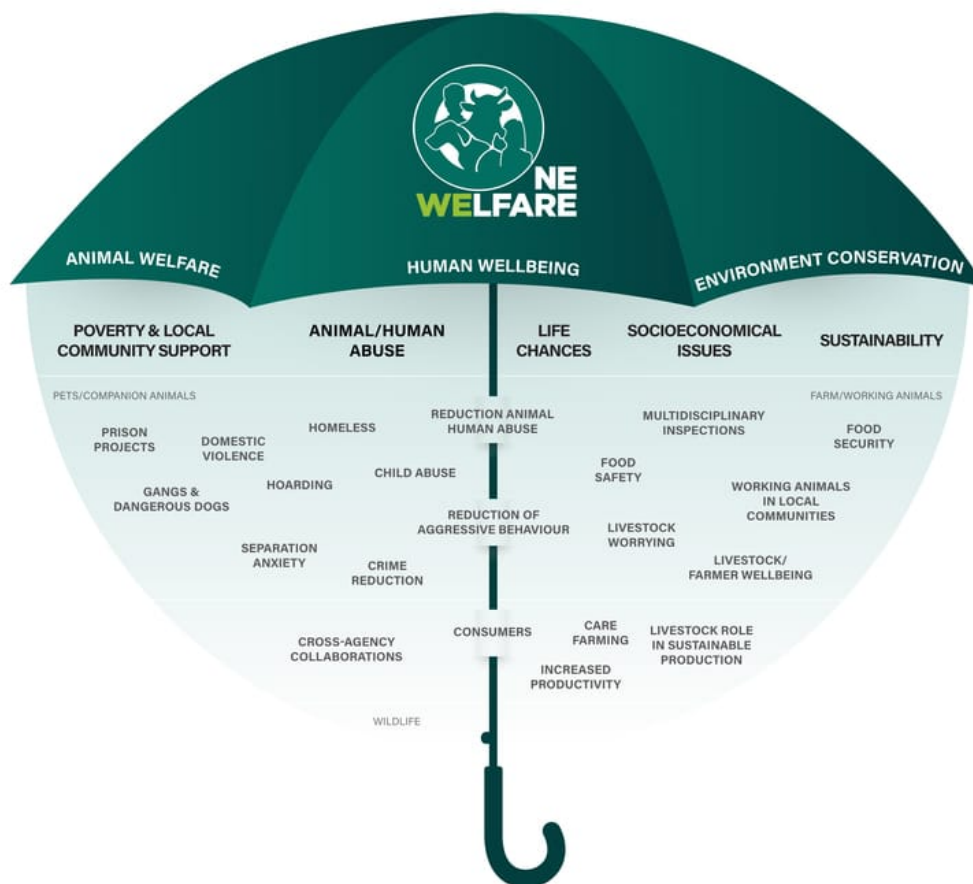 NE
WELFARE
ANIMAL WELFARE
HUMAN WELLBEING
ENVIRONMENT CONSERVATION
POVERTY & LOCAL
COMMUNITY SUPPORT
ANIMAL/HUMAN
ABUSE
LIFE
CHANCES
SOCIOECONOMICAL
ISSUES
SUSTAINABILITY
PETS/COMPANION ANIMALS
FARM/WORKING ANIMALS
PRISON
PROJECTS
DOMESTIC
VIOLENCE
HOMELESS
REDUCTION ANIMAL
HUMAN ABUSE
MULTIDISCIPLINARY
INSPECTIONS
FOOD
SECURITY
GANGS &
DANGEROUS DOGS
HOARDING
CHILD ABUSE
FOOD
SAFETY
WORKING ANIMALS
IN LOCAL
COMMUNITIES
REDUCTION OF
AGGRESSIVE BEHAVIOUR
LIVESTOCK
WORRYING
SEPARATION
ANXIETY
CRIME
REDUCTION
LIVESTOCK/
FARMER WELLBEING
CROSS-AGENCY
COLLABORATIONS
CONSUMERS
CARE
FARMING
LIVESTOCK ROLE
IN SUSTAINABLE
PRODUCTION
INCREASED
PRODUCTIVITY
WILDLIFE